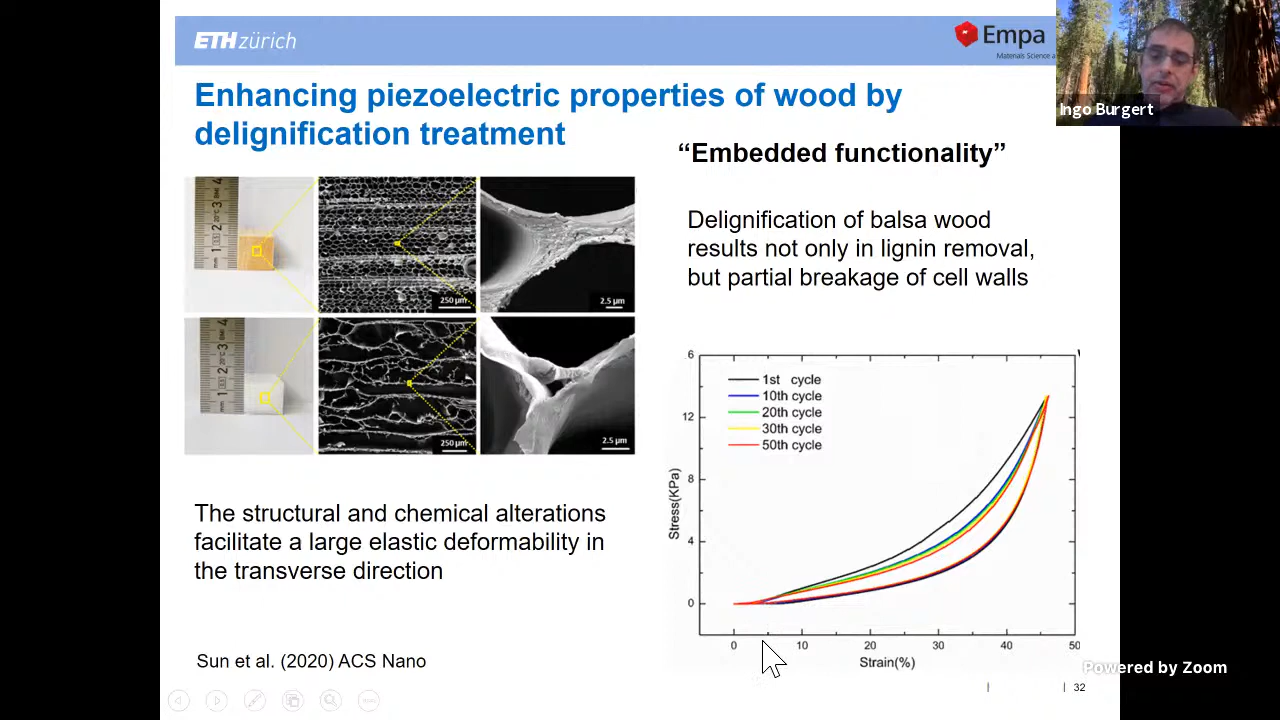 ETH zürich
Empa
Materials Science a
Ingo Burgert
Enhancing piezoelectric properties of wood by
delignification treatment
“Embedded functionality”
Delignification of balsa wood
results not only in lignin removal,
but partial breakage of cell walls
250 µm
2.5 µm
250 µm
2.5 µm
The structural and chemical alterations
facilitate a large elastic deformability in
the transverse direction
Sun et al. (2020) ACS Nano
1st cycle
10th cycle
20th cycle
30th cycle
50th cycle
6
12
8
4
0
Stress(KPa)
0 10 20 30 40 50
Strain(%)
Powered by Zoom
32